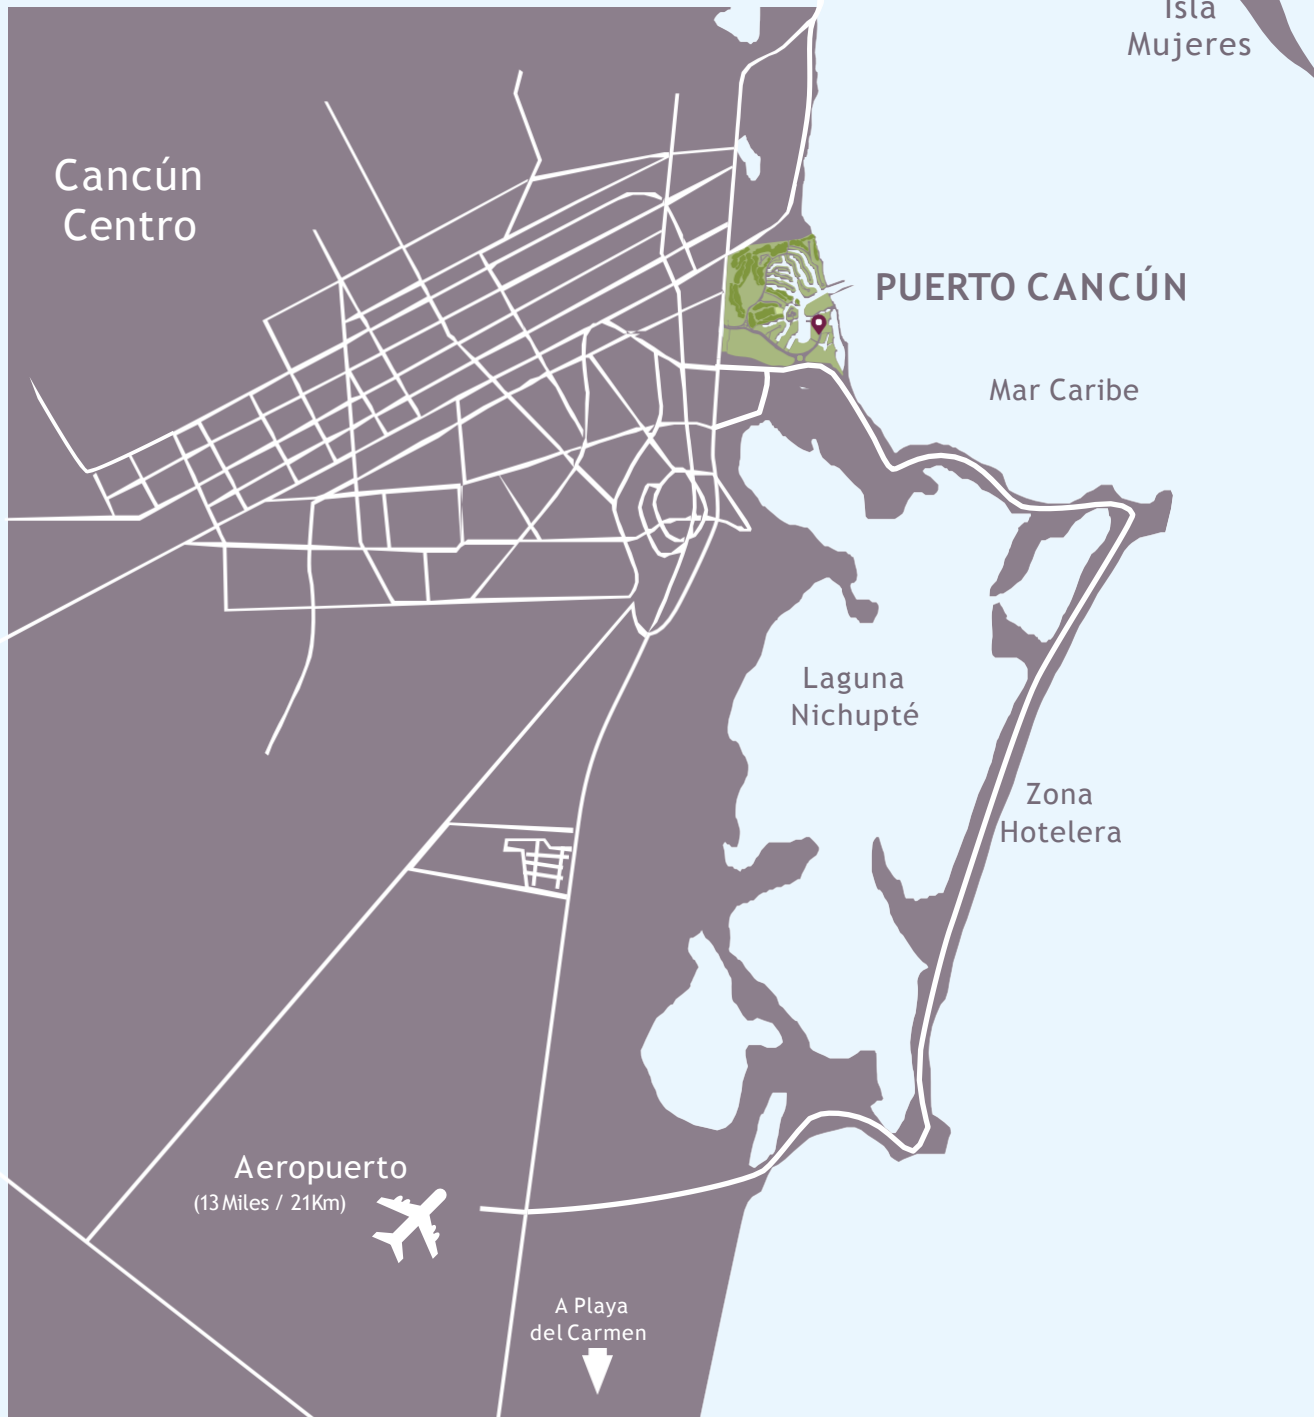 Isla
Mujeres
Cancún
Centro
PUERTO CANCÚN
Mar Caribe
Laguna
Nichupté
Zona
Hotelera
Aeropuerto
(13 Miles / 21Km)
A Playa
del Carmen